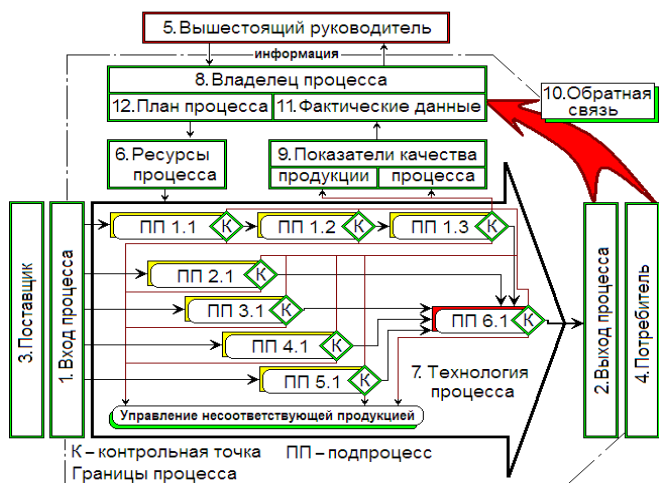 5.Вышестоящий руководитель
информация
8.Владелец процесса
12.План процесса
11.Фактические данные
10.Обратная
связь
6.Ресурсы
процесса
9.Показатели качества
продукции
процесса
3.Поставщик
1.Вход процесса
ПП 1.1
К
ПП 1.2
К
ПП 1.3
К
ПП 2.1
К
ПП 3.1
К
ПП 4.1
К
ПП 5.1
К
ПП 6.1
К
7. Технология
процесса
2.Выход процесса
4.Потребитель
Управление несоответствующей продукцией
К – контрольная точка
ПП – подпроцесс
Границы процесса